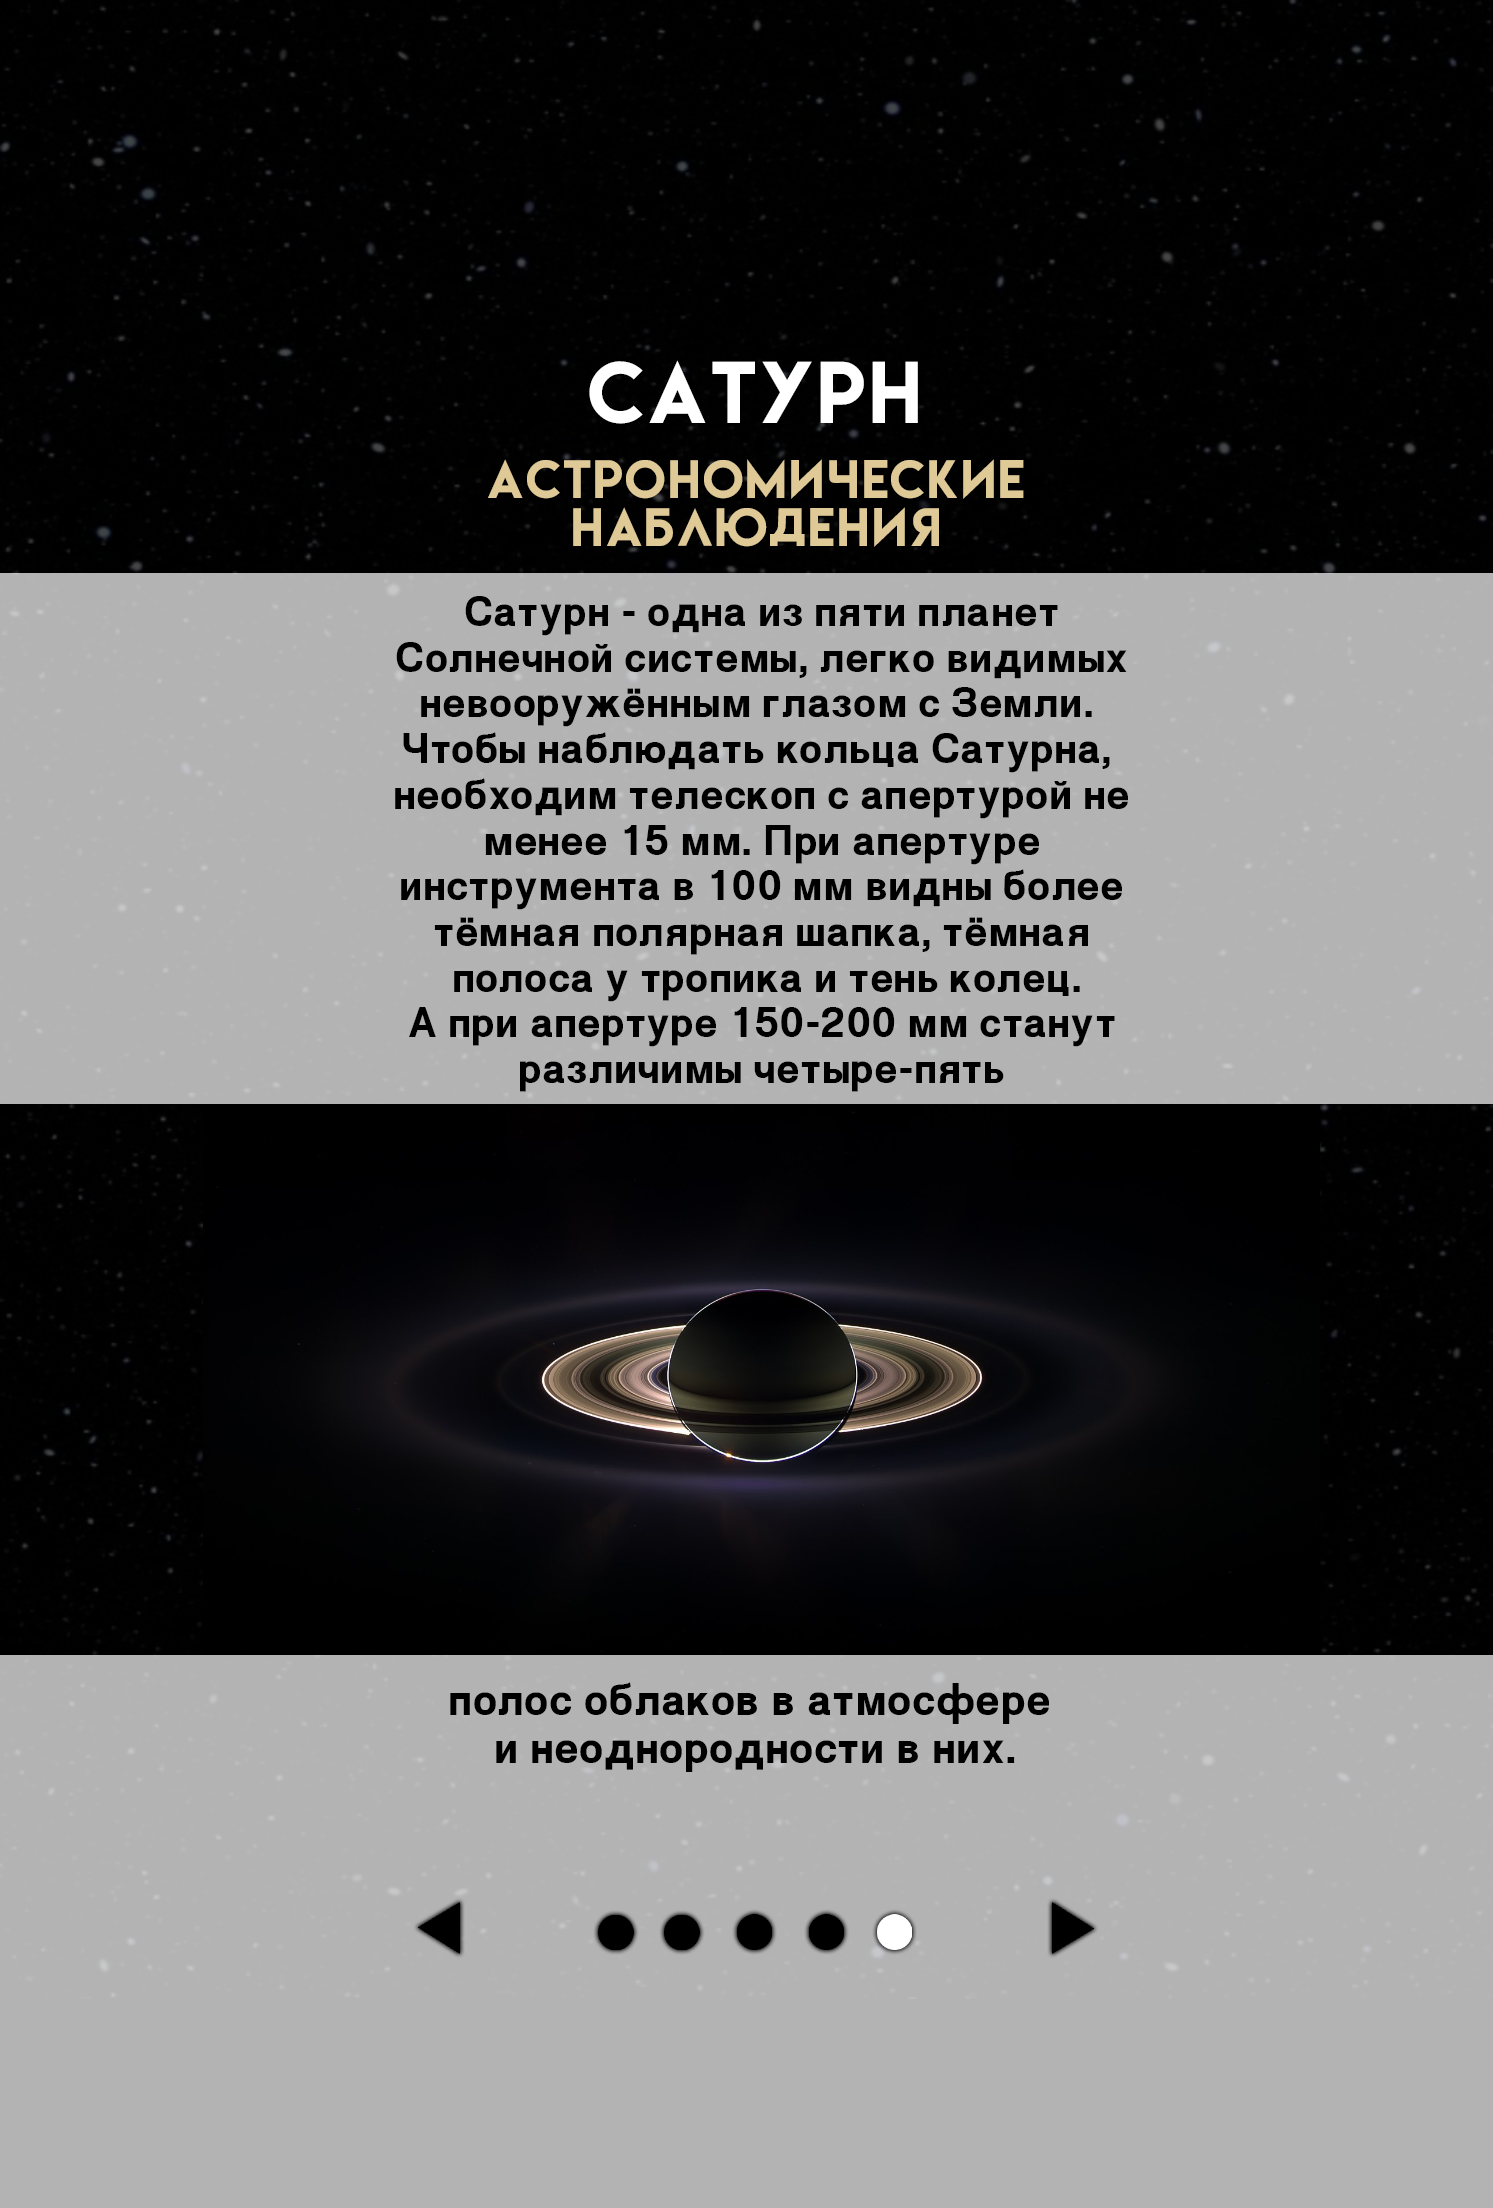 САТУРН
АСТРОНОМИЧЕСКИЕ
НАБЛЮДЕНИЯ
Сатурн - одна из пяти планет
Солнечной системы, легко видимых
невооружённым глазом с Земли.
Чтобы наблюдать кольца Сатурна,
необходим телескоп с апертурой не
менее 15 мм. При апертуре
инструмента в 100 мм видны более
тёмная полярная шапка, тёмная
полоса у тропика и тень колец.
А при апертуре 150-200 мм станут
различимы четыре-пять
полос облаков в атмосфере
и неоднородности в них.